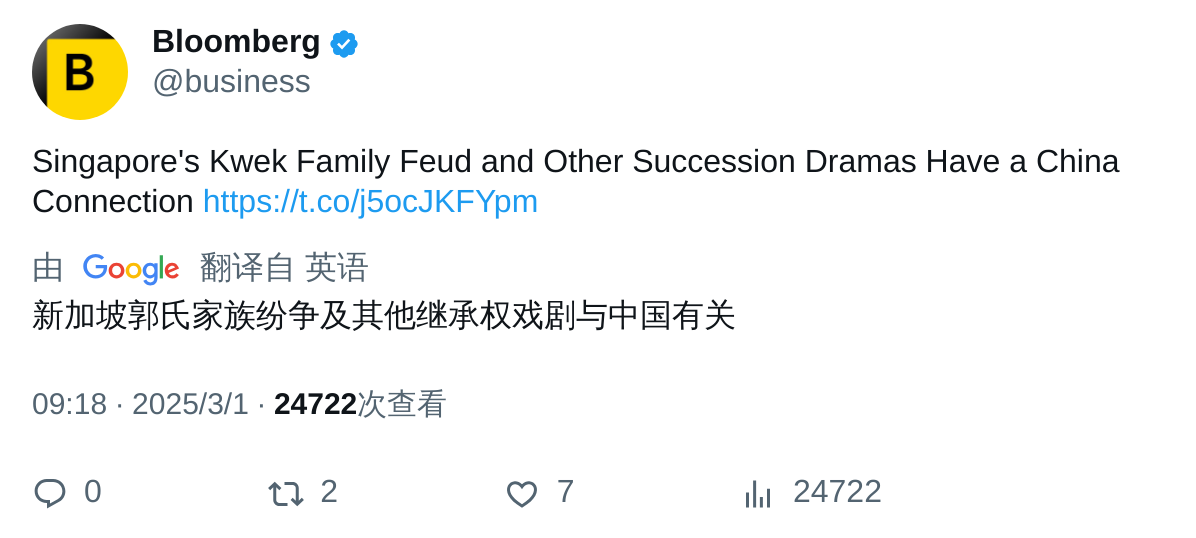 B
Bloomberg
@business
Singapore's Kwek Family Feud and Other Succession Dramas Have a China
Connection https://t.co/j5ocJKFYpm
由 Google 翻译自 英语
新加坡郭氏家族纷争及其他继承权戏剧与中国有关
09:18 · 2025/3/1 · 24722次查看
0 2 7 24722